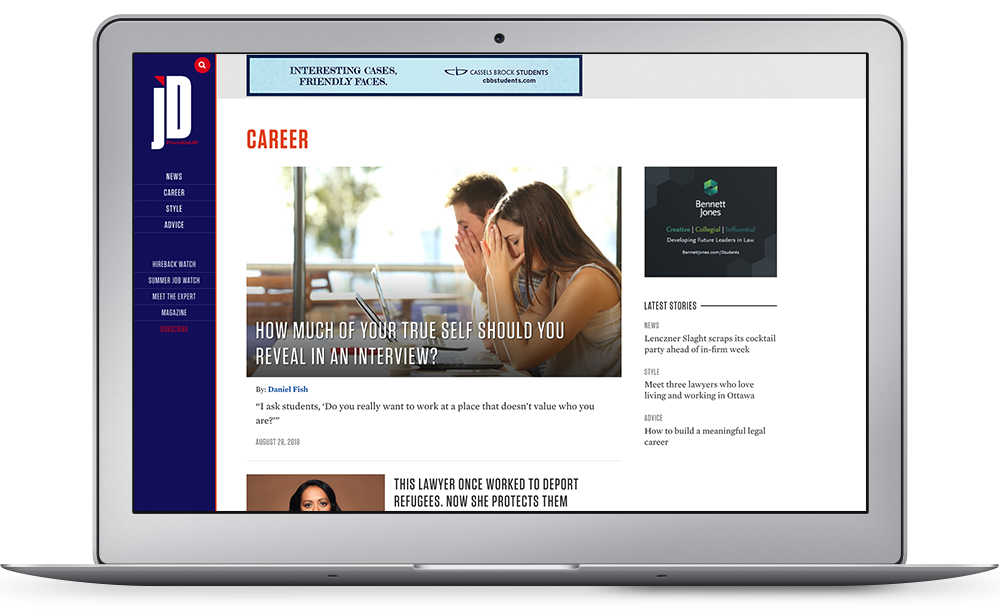 INTERESTING CASES,
FRIENDLY FACES.
CASSELS BROCK STUDENTS
cbbstudents.com
JD
PrecedentJD
NEWS
CAREER
STYLE
ADVICE
HIREBACK WATCH
SUMMER JOB WATCH
MEET THE EXPERT
MAGAZINE
SUBSCRIBE
CAREER
HOW MUCH OF YOUR TRUE SELF SHOULD YOU
REVEAL IN AN INTERVIEW?
By: Daniel Fish
“I ask students, ‘Do you really want to work at a place that doesn’t value who you
are?’”
AUGUST 28, 2018
THIS LAWYER ONCE WORKED TO DEPORT
REFUGEES. NOW SHE PROTECTS THEM
Bennett
Jones
Creative | Collegial | Influential
Developing Future Leaders in Law.
BennettJones.com/Students
LATEST STORIES
NEWS
Lenczner Slaght scraps its cocktail
party ahead of in-firm week
STYLE
Meet three lawyers who love
living and working in Ottawa
ADVICE
How to build a meaningful legal
career